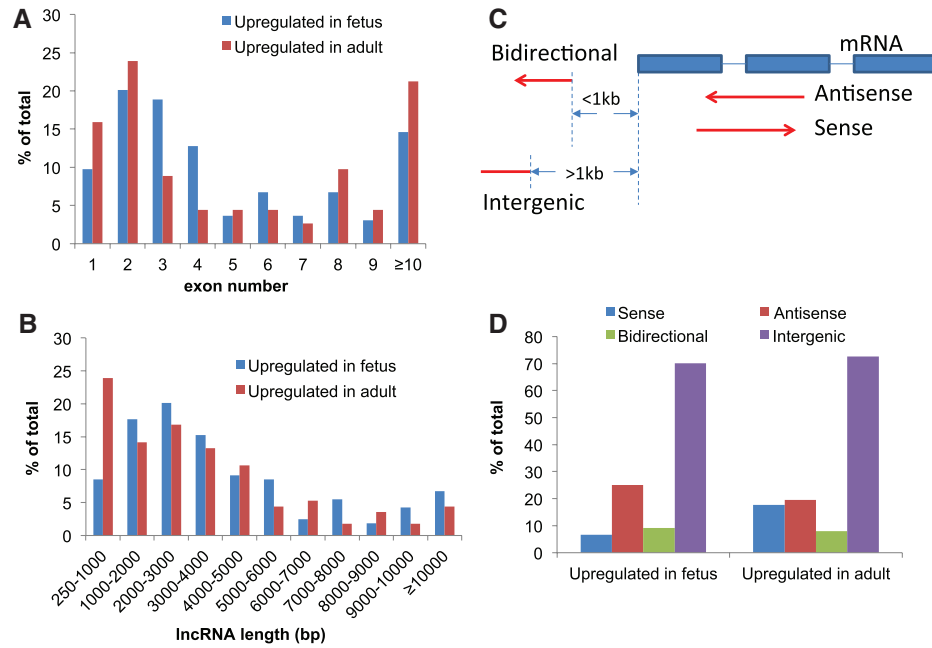 A
Upregulated in fetus
Upregulated in adult
% of total
30
25
20
15
10
5
0
1 2 3 4 5 6 7 8 9 ≥10
exon number
B
Upregulated in fetus
Upregulated in adult
% of total
30
25
20
15
10
5
0
250-1000 1000-2000 2000-3000 3000-4000 4000-5000 5000-6000 6000-7000 7000-8000 8000-9000 9000-10000 ≥10000
lncRNA length (bp)
C
mRNA
Bidirectional
<1kb
Antisense
Sense
>1kb
Intergenic
D
Sense Antisense
Bidirectional Intergenic
% of total
80
70
60
50
40
30
20
10
0
Upregulated in fetus Upregulated in adult